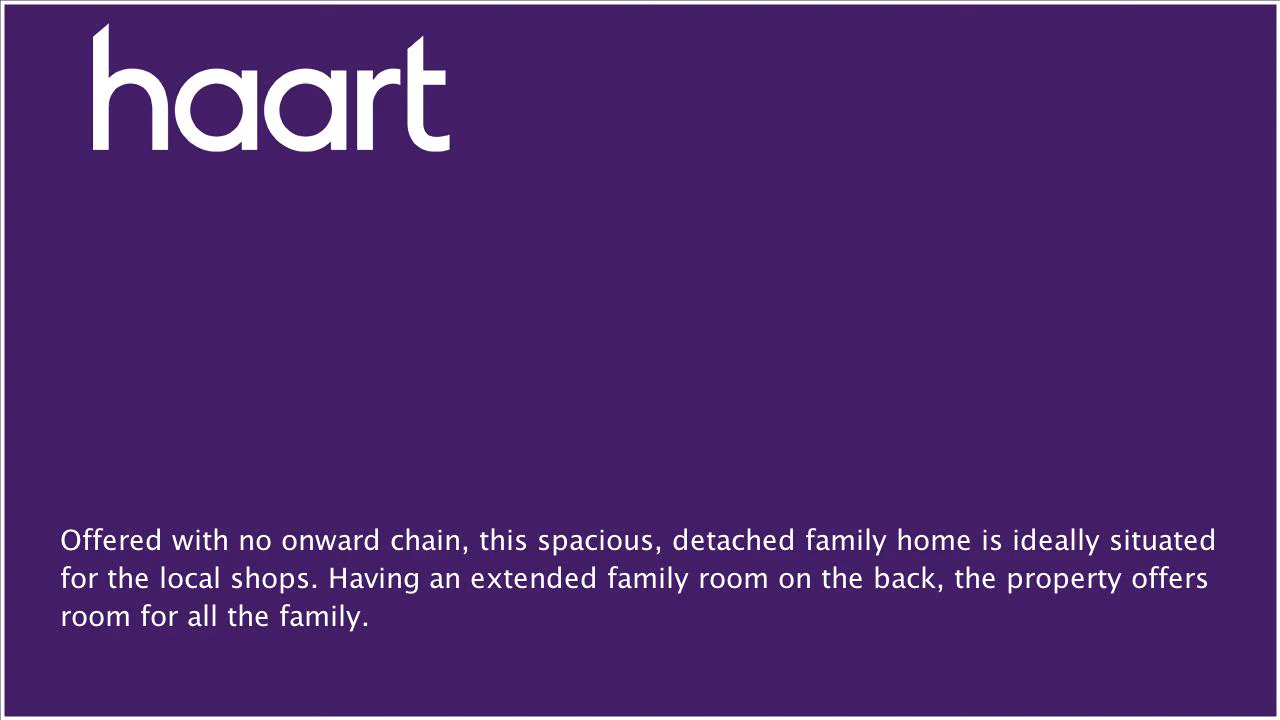 haart
Offered with no onward chain, this spacious, detached family home is ideally situated
for the local shops. Having an extended family room on the back, the property offers
room for all the family.